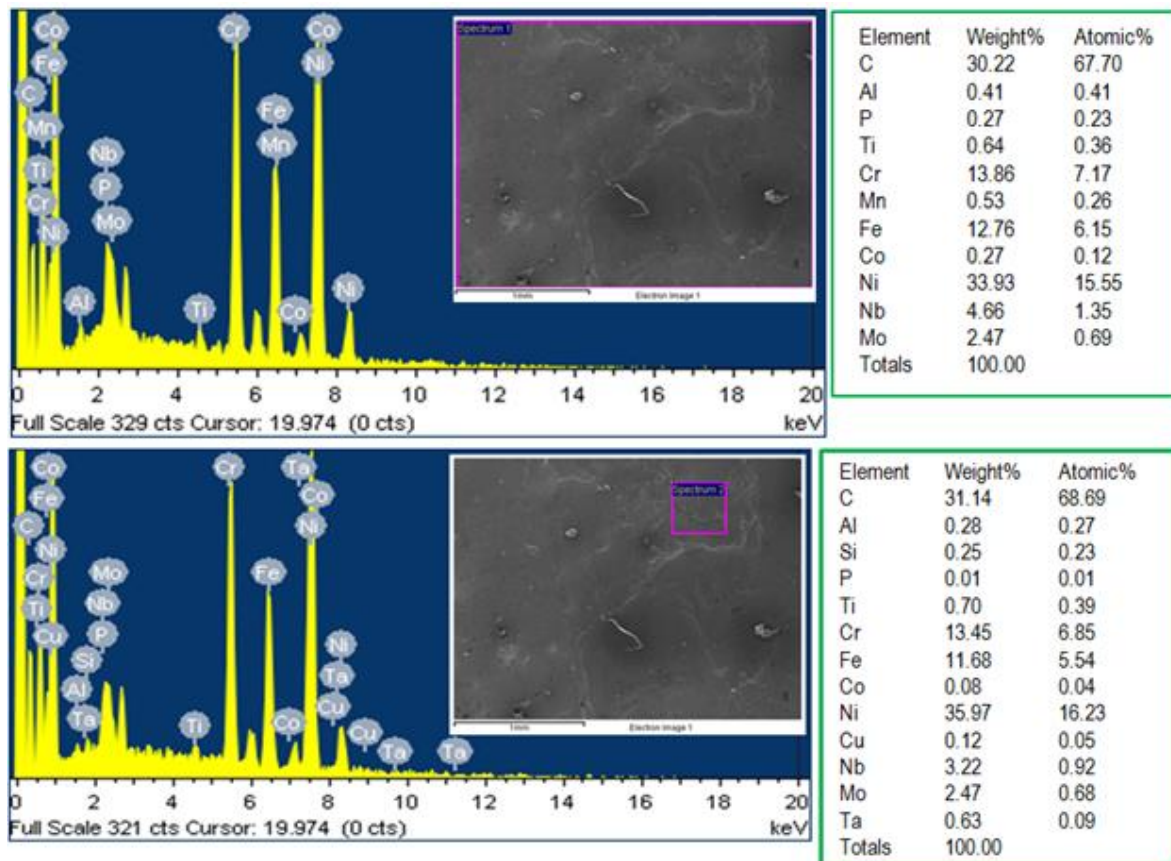 Co
Fe
C
Mn
Ti
Cr
Ni
Al
Nb
P
Mo
Ti
Cr
Fe
Mn
Co
Co
Ni
Ni
Spectrum 1
1mm Electron Image 1
0 2 4 6 8 10 12 14 16 18 20
Full Scale 329 cts Cursor: 19.974 (0 cts) keV
Element Weight% Atomic%
C 30.22 67.70
Al 0.41 0.41
P 0.27 0.23
Ti 0.64 0.36
Cr 13.86 7.17
Mn 0.53 0.26
Fe 12.76 6.15
Co 0.27 0.12
Ni 33.93 15.55
Nb 4.66 1.35
Mo 2.47 0.69
Totals 100.00
Co
Fe
C
Ni
Cr
Ti
Cu
Mo
Nb
P
Si
Al
Ta
Ti
Cr
Fe
Co
Ta
Co
Ni
Ni
Ta
Cu
Cu
Ta
Ta
Spectrum 2
1mm Electron Image 1
0 2 4 6 8 10 12 14 16 18 20
Full Scale 321 cts Cursor: 19.974 (0 cts) keV
Element Weight% Atomic%
C 31.14 68.69
Al 0.28 0.27
Si 0.25 0.23
P 0.01 0.01
Ti 0.70 0.39
Cr 13.45 6.85
Fe 11.68 5.54
Co 0.08 0.04
Ni 35.97 16.23
Cu 0.12 0.05
Nb 3.22 0.92
Mo 2.47 0.68
Ta 0.63 0.09
Totals 100.00